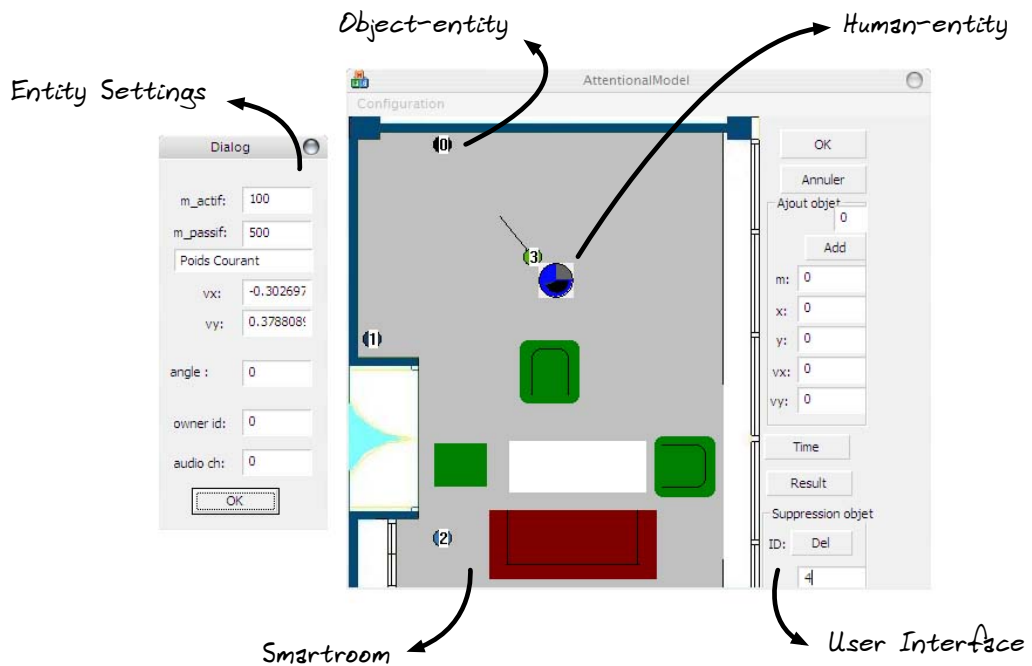 Object-entity
Human-entity
Entity Settings
AttentionalModel
Configuration
Dialog
m_actif: 100
m_passif: 500
Poids Courant
vx: -0.302697
vy: 0.3788089
angle : 0
owner id: 0
audio ch: 0
OK
0
3
1
2
OK
Annuler
Ajout objet
0
Add
m: 0
x: 0
y: 0
vx: 0
vy: 0
Time
Result
Suppression objet
ID: Del
4
Smartroom
User Interface